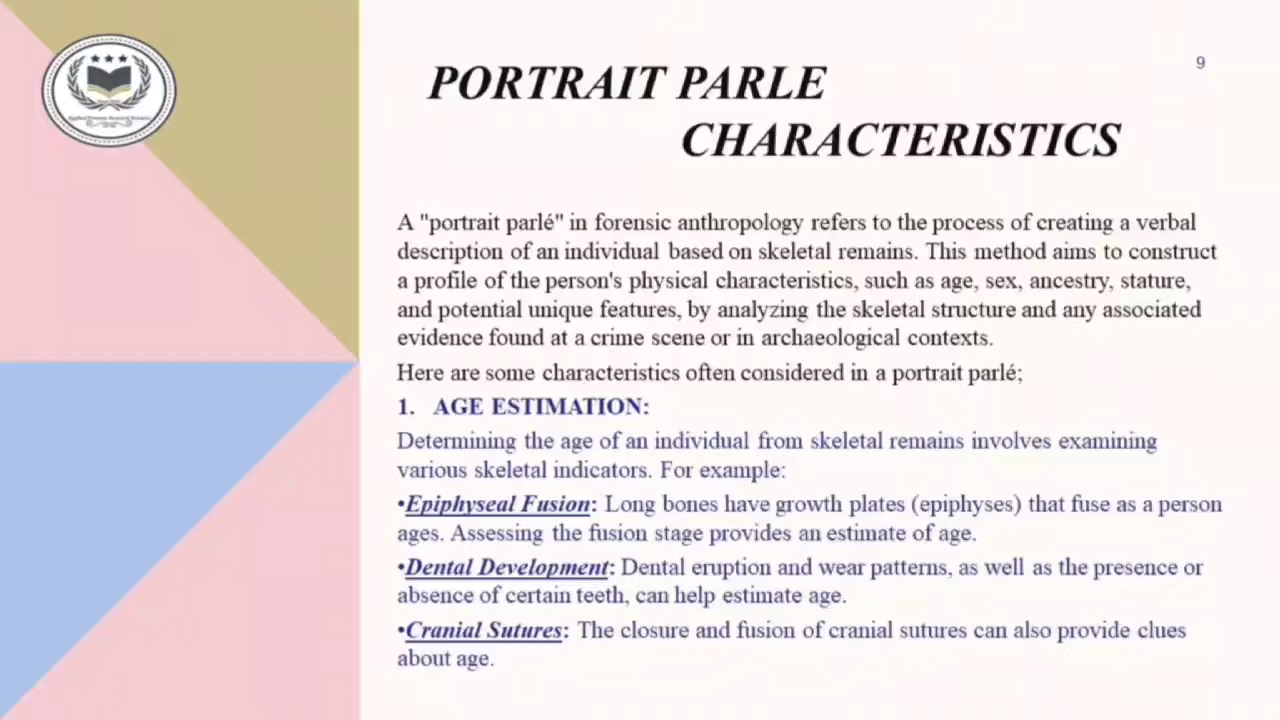 9
PORTRAIT PARLE
CHARACTERISTICS
A "portrait parlé" in forensic anthropology refers to the process of creating a verbal
description of an individual based on skeletal remains. This method aims to construct
a profile of the person's physical characteristics, such as age, sex, ancestry, stature,
and potential unique features, by analyzing the skeletal structure and any associated
evidence found at a crime scene or in archaeological contexts.
Here are some characteristics often considered in a portrait parlé;
1. AGE ESTIMATION:
Determining the age of an individual from skeletal remains involves examining
various skeletal indicators. For example:
•Epiphyseal Fusion: Long bones have growth plates (epiphyses) that fuse as a person
ages. Assessing the fusion stage provides an estimate of age.
•Dental Development: Dental eruption and wear patterns, as well as the presence or
absence of certain teeth, can help estimate age.
•Cranial Sutures: The closure and fusion of cranial sutures can also provide clues
about age.